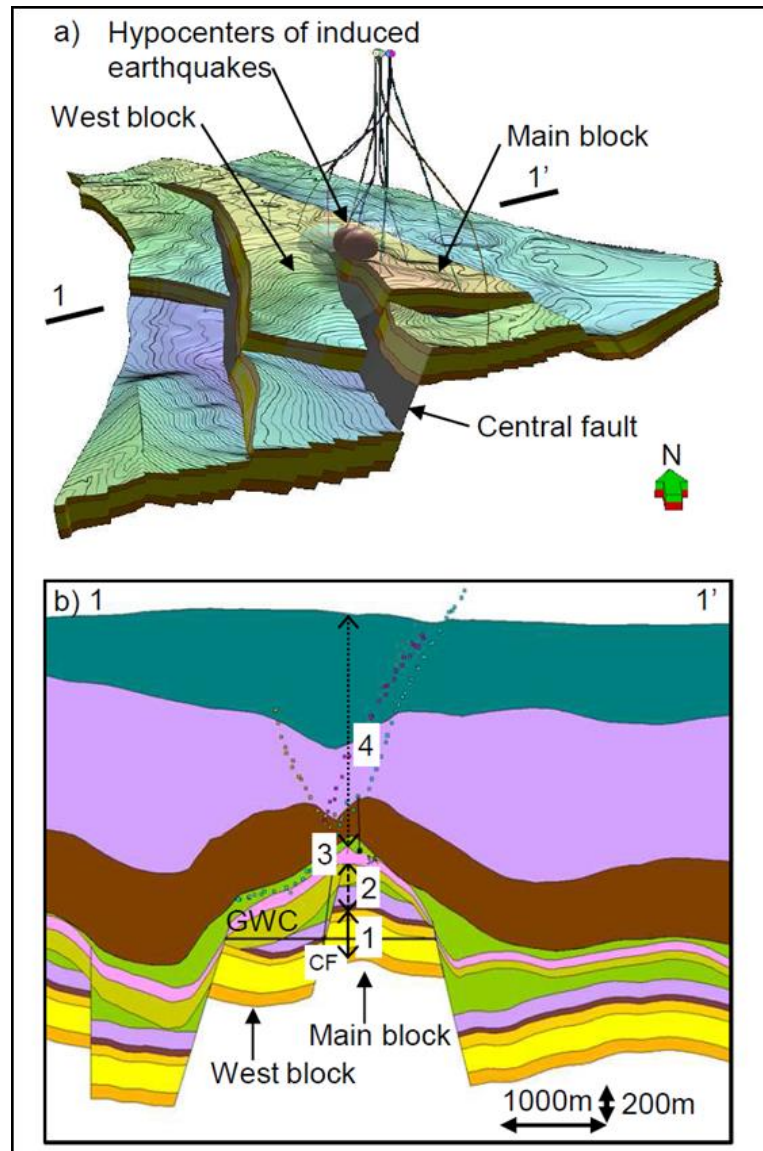 a)
Hypocenters of induced
earthquakes
West block
Main block
1'
1
Central fault
N
b) 1
1'
4
3
2
GWC
1
CF
Main block
West block
1000m
200m